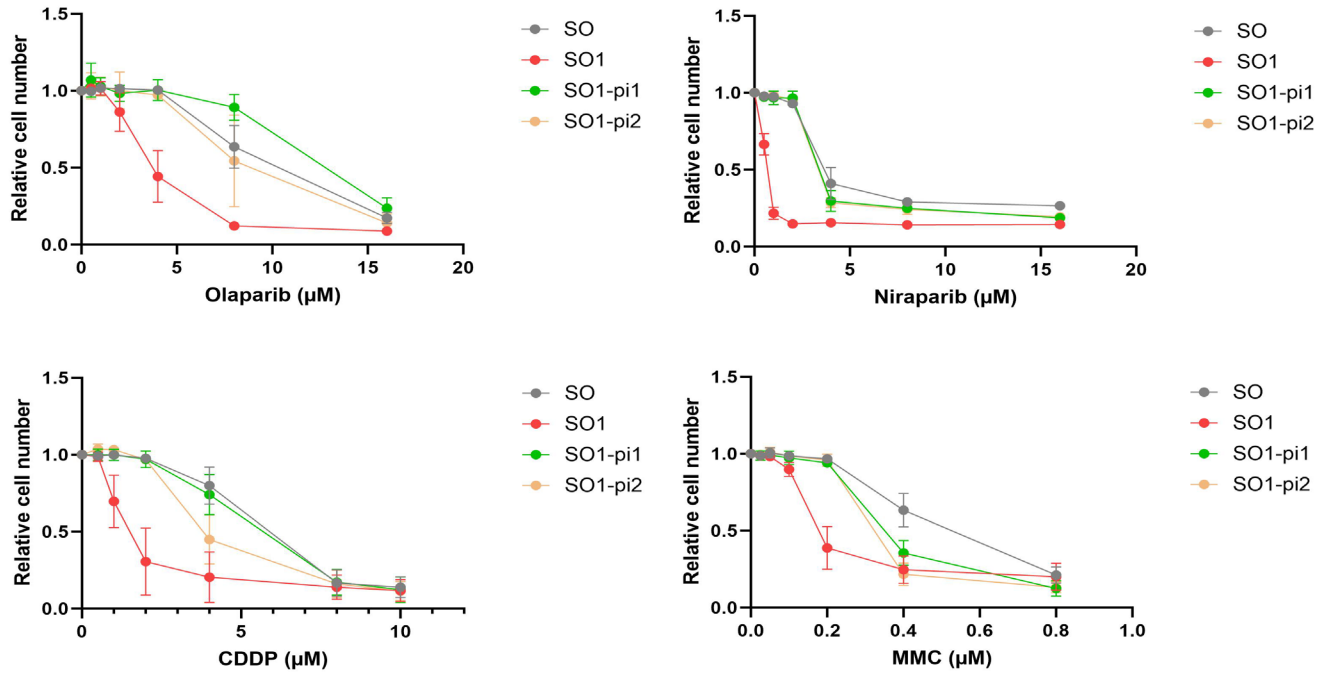 Relative cell number
1.5
1.0
0.5
0.0
0
5
10
15
20
Olaparib (µM)
SO
SO1
SO1-pi1
SO1-pi2
Relative cell number
1.5
1.0
0.5
0.0
0
5
10
15
20
Niraparib (µM)
SO
SO1
SO1-pi1
SO1-pi2
Relative cell number
1.5
1.0
0.5
0.0
0
5
10
CDDP (µM)
SO
SO1
SO1-pi1
SO1-pi2
Relative cell number
1.5
1.0
0.5
0.0
0.0
0.2
0.4
0.6
0.8
1.0
MMC (µM)
SO
SO1
SO1-pi1
SO1-pi2